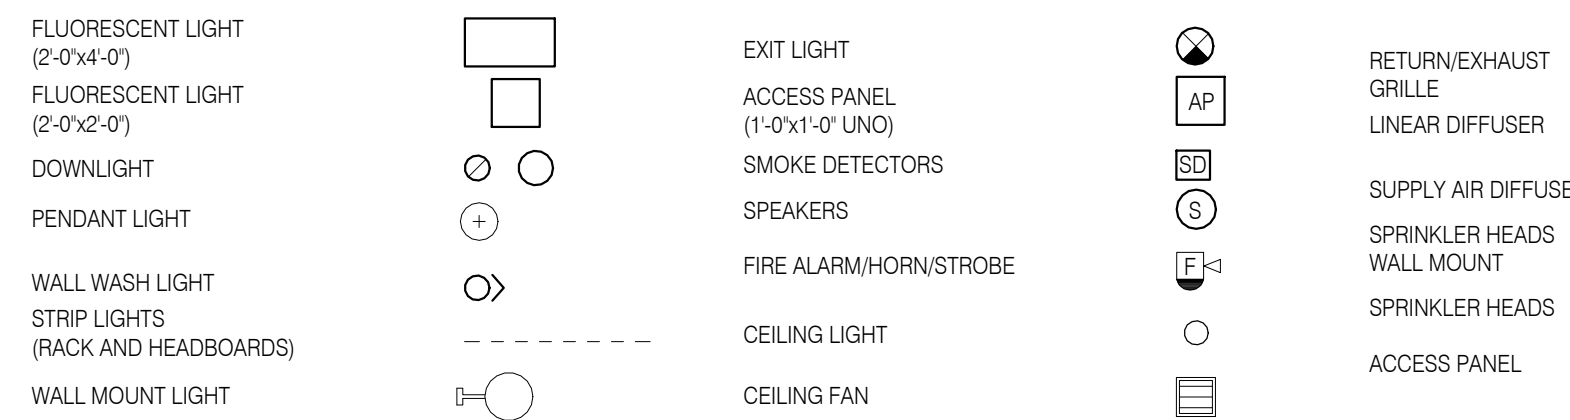 FLUORESCENT LIGHT
(2'-0"x4'-0")
FLUORESCENT LIGHT
(2'-0"x2'-0")
DOWNLIGHT
PENDANT LIGHT
WALL WASH LIGHT
STRIP LIGHTS
(RACK AND HEADBOARDS)
WALL MOUNT LIGHT
EXIT LIGHT
ACCESS PANEL
(1'-0"x1'-0" UNO)
AP
SMOKE DETECTORS
SD
SPEAKERS
S
FIRE ALARM/HORN/STROBE
F
CEILING LIGHT
CEILING FAN
RETURN/EXHAUST
GRILLE
LINEAR DIFFUSER
SUPPLY AIR DIFFUSE
SPRINKLER HEADS
WALL MOUNT
SPRINKLER HEADS
ACCESS PANEL